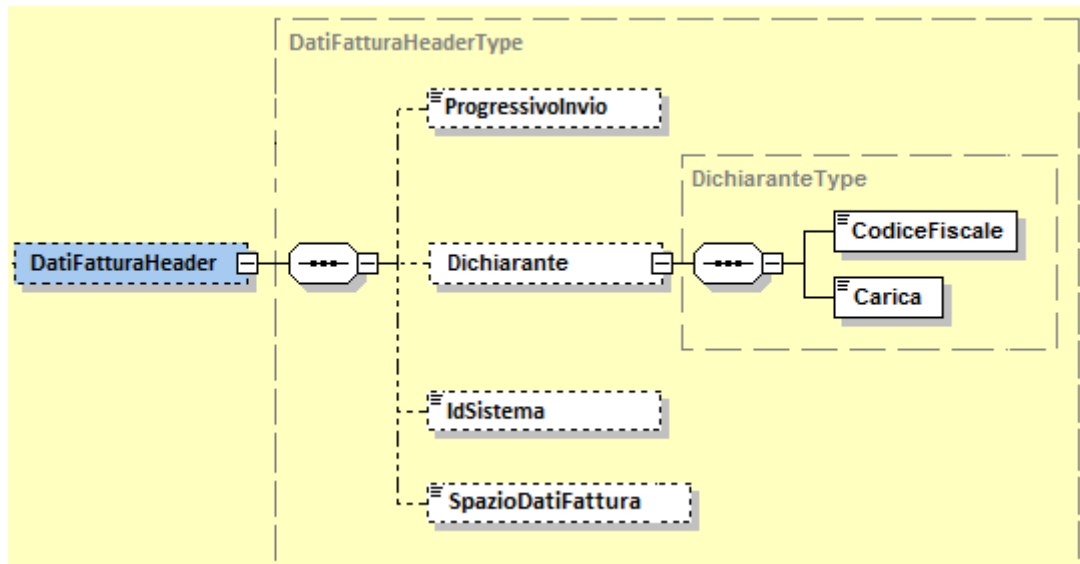 DatiFatturaHeaderType
ProgressivoInvio
DichiaranteType
CodiceFiscale
DatiFatturaHeader
Dichiarante
Carica
IdSistema
SpazioDatiFattura